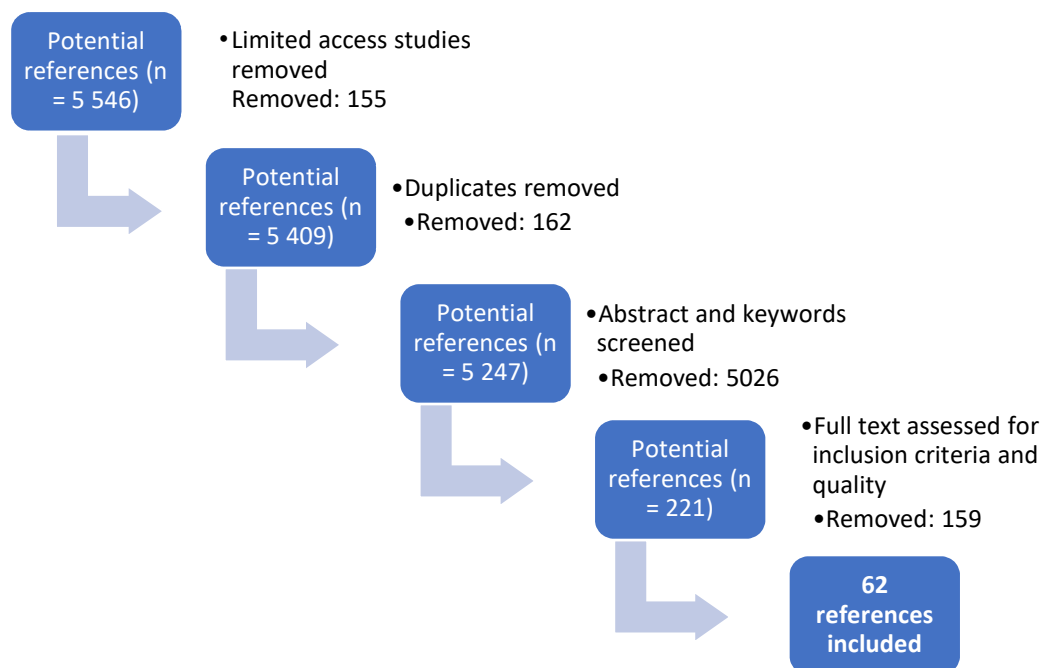 Potential
references (n
= 5 546)
•Limited access studies
removed
Removed: 155
Potential
references (n
= 5 409)
•Duplicates removed
•Removed: 162
Potential
references (n
= 5 247)
•Abstract and keywords
screened
•Removed: 5026
Potential
references (n
= 221)
•Full text assessed for
inclusion criteria and
quality
•Removed: 159
62
references
included